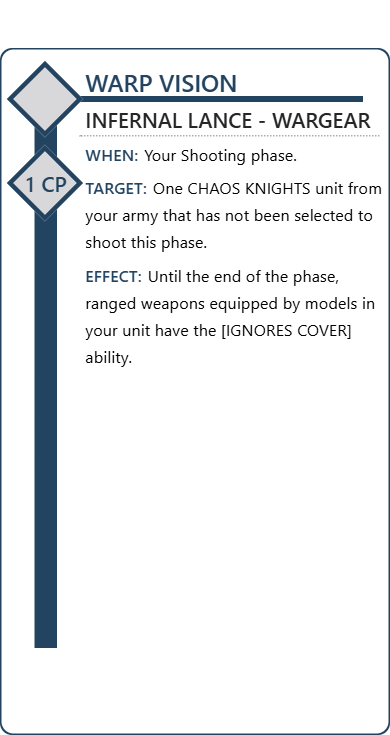 WARP VISION
INFERNAL LANCE - WARGEAR
WHEN: Your Shooting phase.
1 CP
TARGET: One CHAOS KNIGHTS unit from
your army that has not been selected to
shoot this phase.
EFFECT: Until the end of the phase,
ranged weapons equipped by models in
your unit have the [IGNORES COVER]
ability.